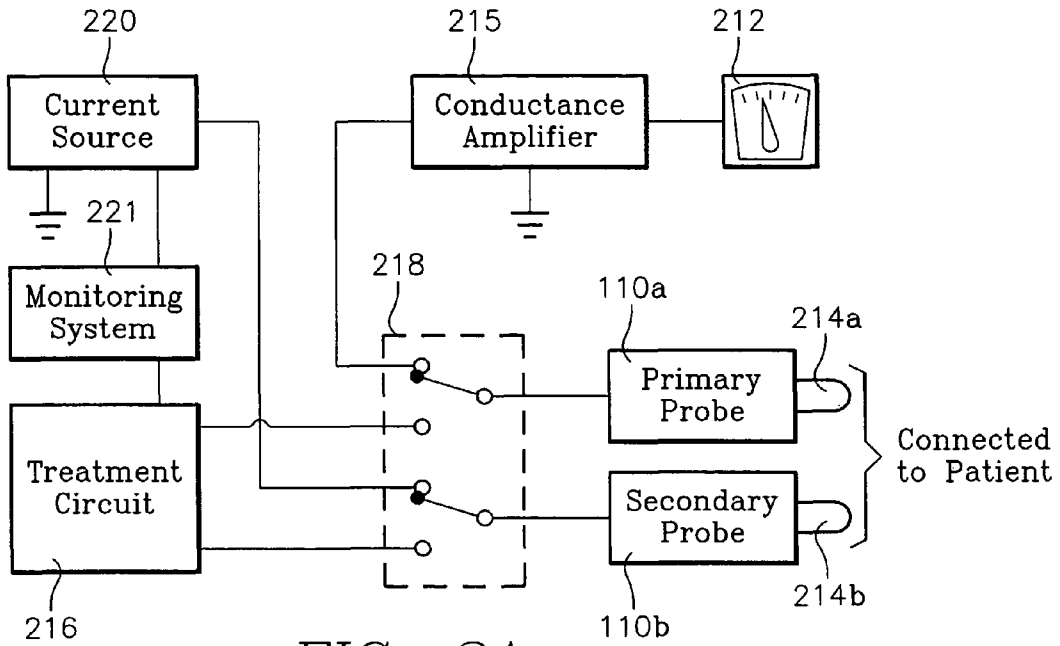 220
215
212
Current
Source
Conductance
Amplifier
221
Monitoring
System
218
110a
214a
Primary
Probe
Connected
to Patient
Treatment
Circuit
Secondary
Probe
216
110b
214b